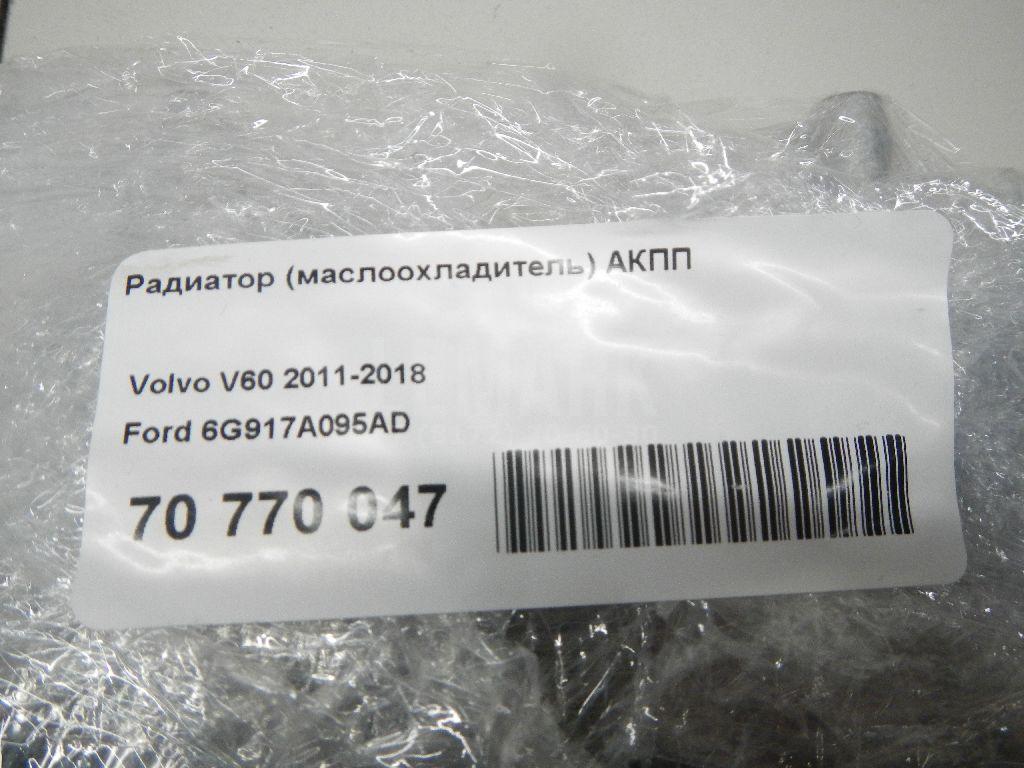 Радиатор (маслоохладитель) АКПП
Volvo V60 2011-2018
Ford 6G917A095AD
70 770 047